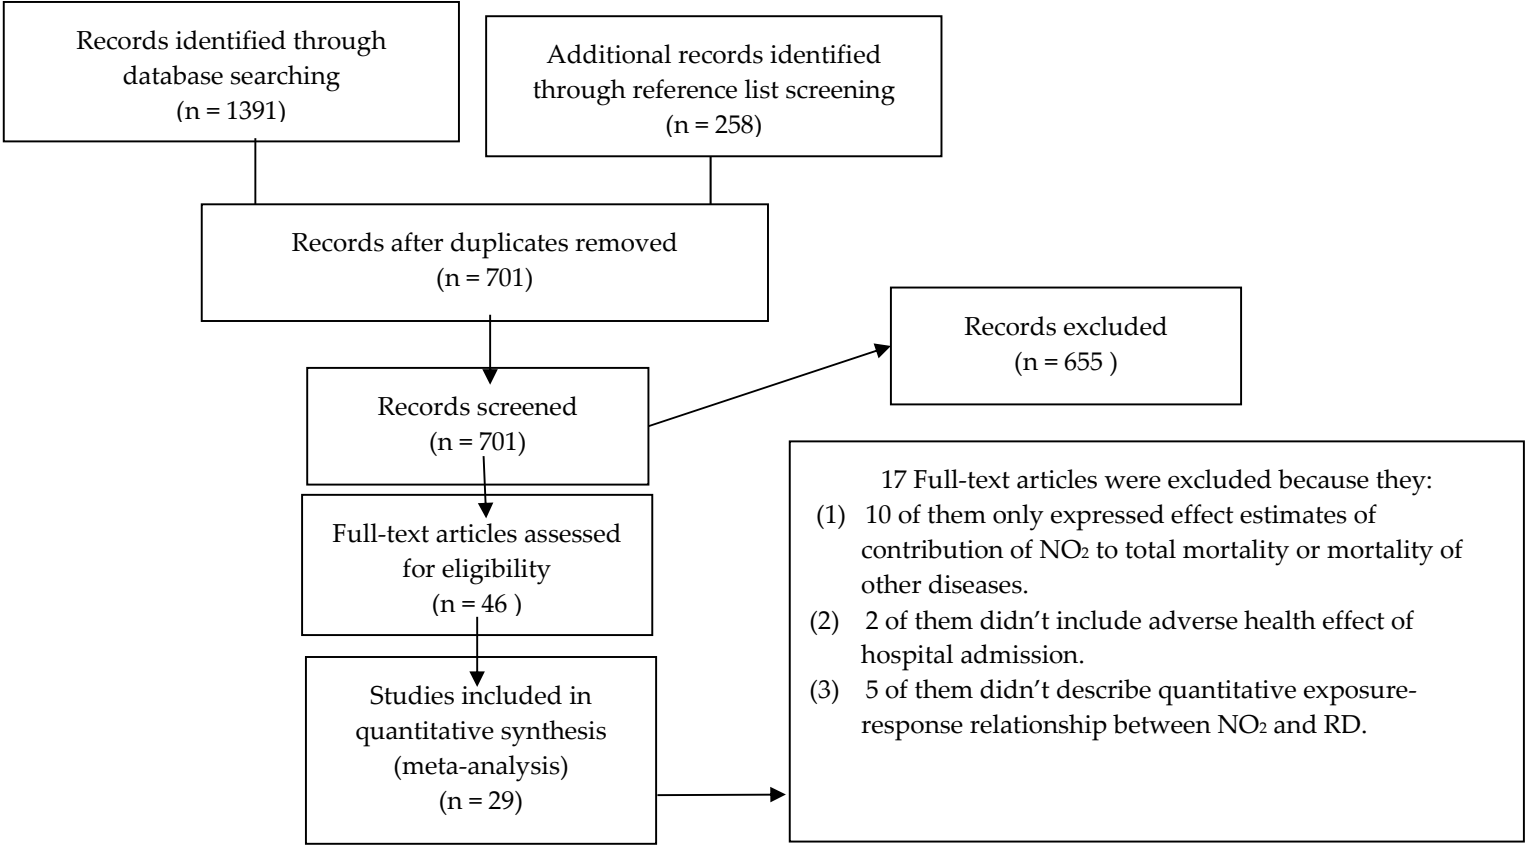 Records identified through
database searching
(n = 1391)
Additional records identified
through reference list screening
(n = 258)
Records after duplicates removed
(n = 701)
Records excluded
(n = 655 )
Records screened
(n = 701)
Full-text articles assessed
for eligibility
(n = 46 )
17 Full-text articles were excluded because they:
(1) 10 of them only expressed effect estimates of
contribution of NO₂ to total mortality or mortality of
other diseases.
(2) 2 of them didn’t include adverse health effect of
hospital admission.
(3) 5 of them didn’t describe quantitative exposure-
response relationship between NO₂ and RD.
Studies included in
quantitative synthesis
(meta-analysis)
(n = 29)